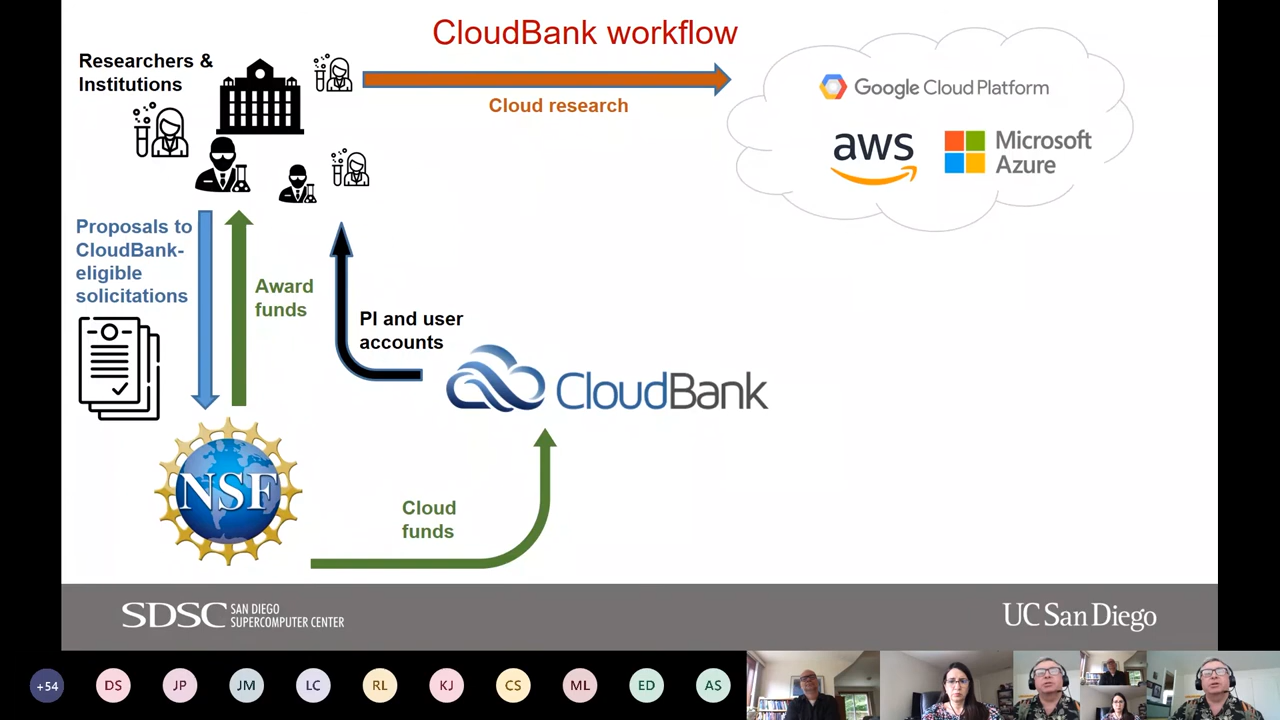 CloudBank workflow
Researchers &
Institutions
Cloud research
Google Cloud Platform
aws
Microsoft
Azure
Proposals to
CloudBank-
eligible
solicitations
Award
funds
PI and user
accounts
CloudBank
NSF
Cloud
funds
SDSC SAN DIEGO
SUPERCOMPUTER CENTER
UC San Diego
+54 DS JP JM LC RL KJ CS ML ED AS